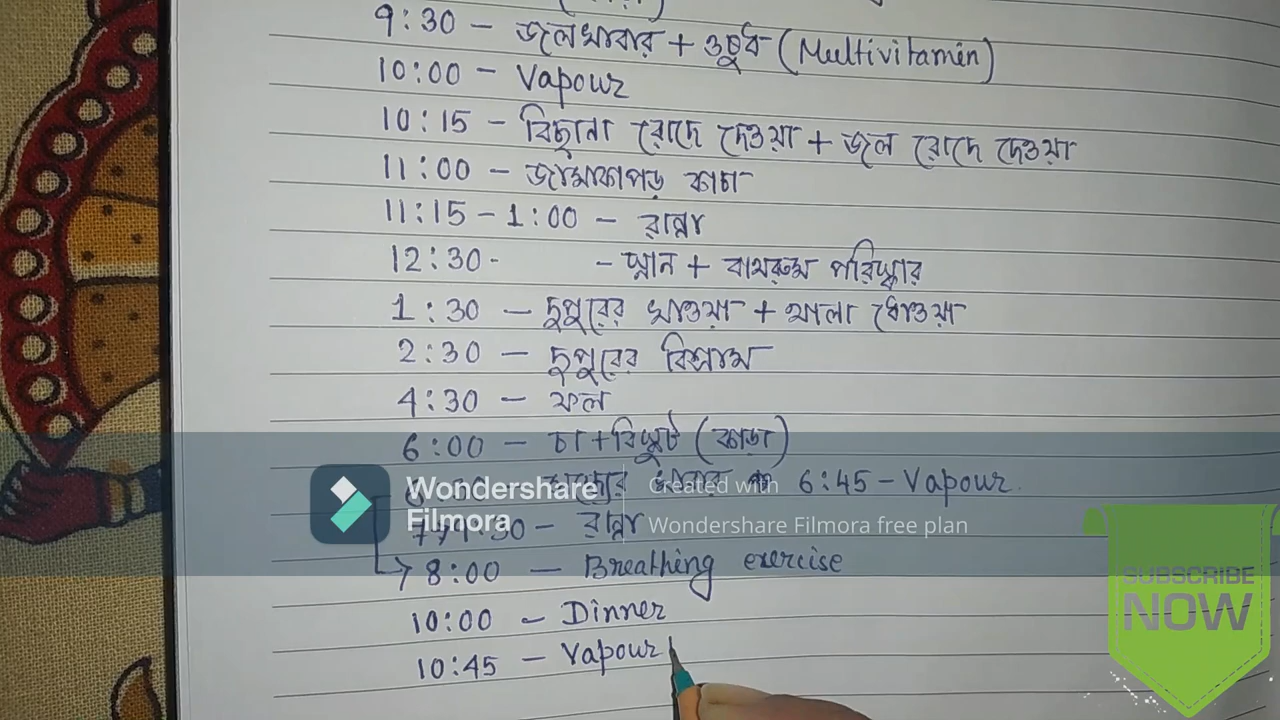 9:30 – জলখাবার + ওষুধ (Multivitamin)
10:00 – Vapour
10:15 – বিছানা রোদে দেওয়া + জল রোদে দেওয়া
11:00 – জামাকাপড় কাচা
11:15 – 1:00 – রান্না
12:30 - – স্নান + বাথরুম পরিষ্কার
1:30 – দুপুরের খাওয়া + থালা ধোওয়া
2:30 – দুপুরের বিশ্রাম
4:30 – ফল
6:00 – চা + বিস্কুট (কাড়া)
6:45 – Vapour
30 – রান্না
8:00 – Breathing exercise
10:00 – Dinner
10:45 – Vapour
Wondershare
Filmora
Created with
Wondershare Filmora free plan
SUBSCRIBE
NOW